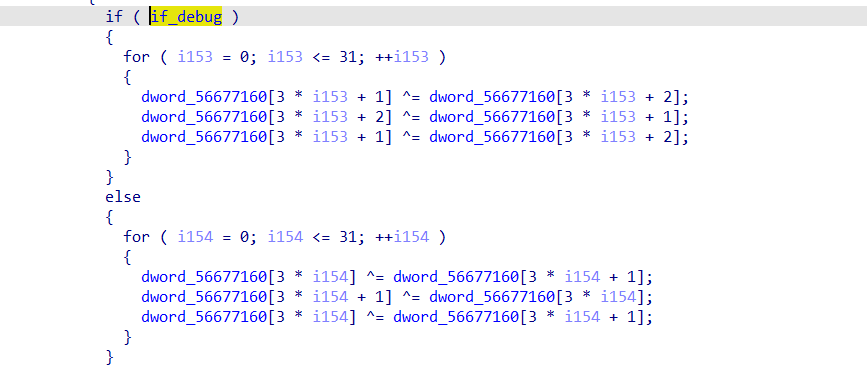 if ( if_debug )
{
for ( i153 = 0; i153 <= 31; ++i153 )
{
dword_56677160[3 * i153 + 1] ^= dword_56677160[3 * i153 + 2];
dword_56677160[3 * i153 + 2] ^= dword_56677160[3 * i153 + 1];
dword_56677160[3 * i153 + 1] ^= dword_56677160[3 * i153 + 2];
}
}
else
{
for ( i154 = 0; i154 <= 31; ++i154 )
{
dword_56677160[3 * i154] ^= dword_56677160[3 * i154 + 1];
dword_56677160[3 * i154 + 1] ^= dword_56677160[3 * i154];
dword_56677160[3 * i154] ^= dword_56677160[3 * i154 + 1];
}
}